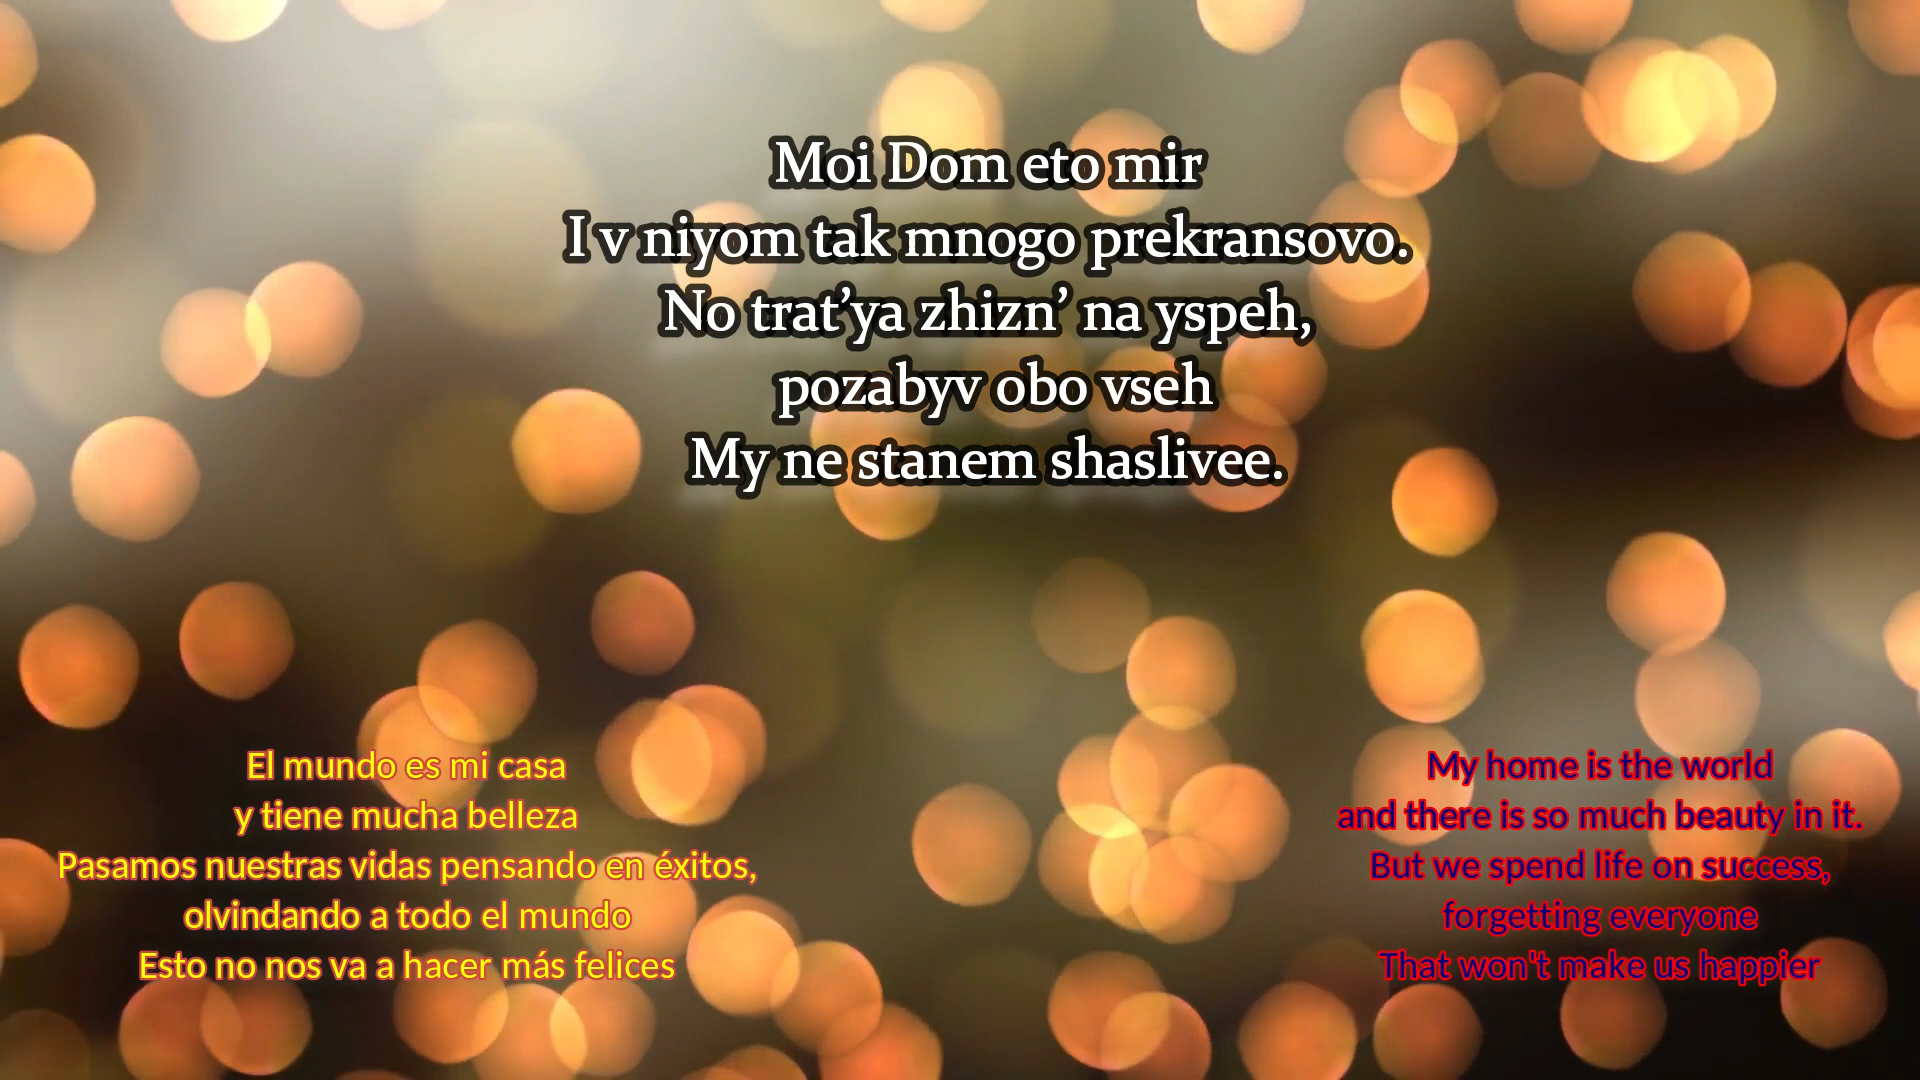 Moi Dom eto mir
I v niyom tak mnogo prekransovo.
No trat’ya zhizn’ na yspeh,
pozabyv obo vseh
My ne stanem shaslivee.
El mundo es mi casa
y tiene mucha belleza
Pasamos nuestras vidas pensando en éxitos,
olvindando a todo el mundo
Esto no nos va a hacer más felices
My home is the world
and there is so much beauty in it.
But we spend life on success,
forgetting everyone
That won't make us happier